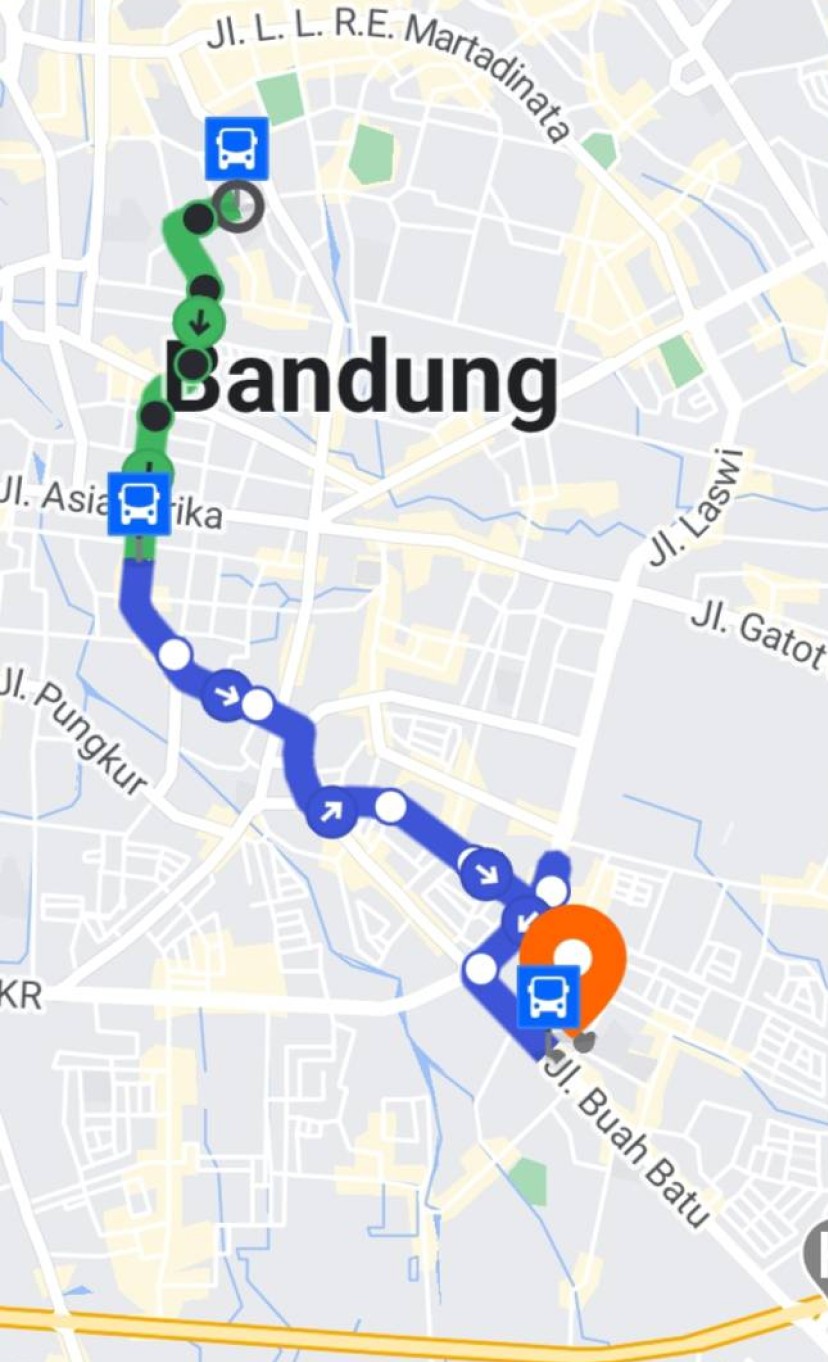 Jl. L. L. R.E. Martadinata
Bandung
Jl. Asia rika
Jl. Laswi
Jl. Gatot
Jl. Pungkur
KR
Jl. Buah Batu